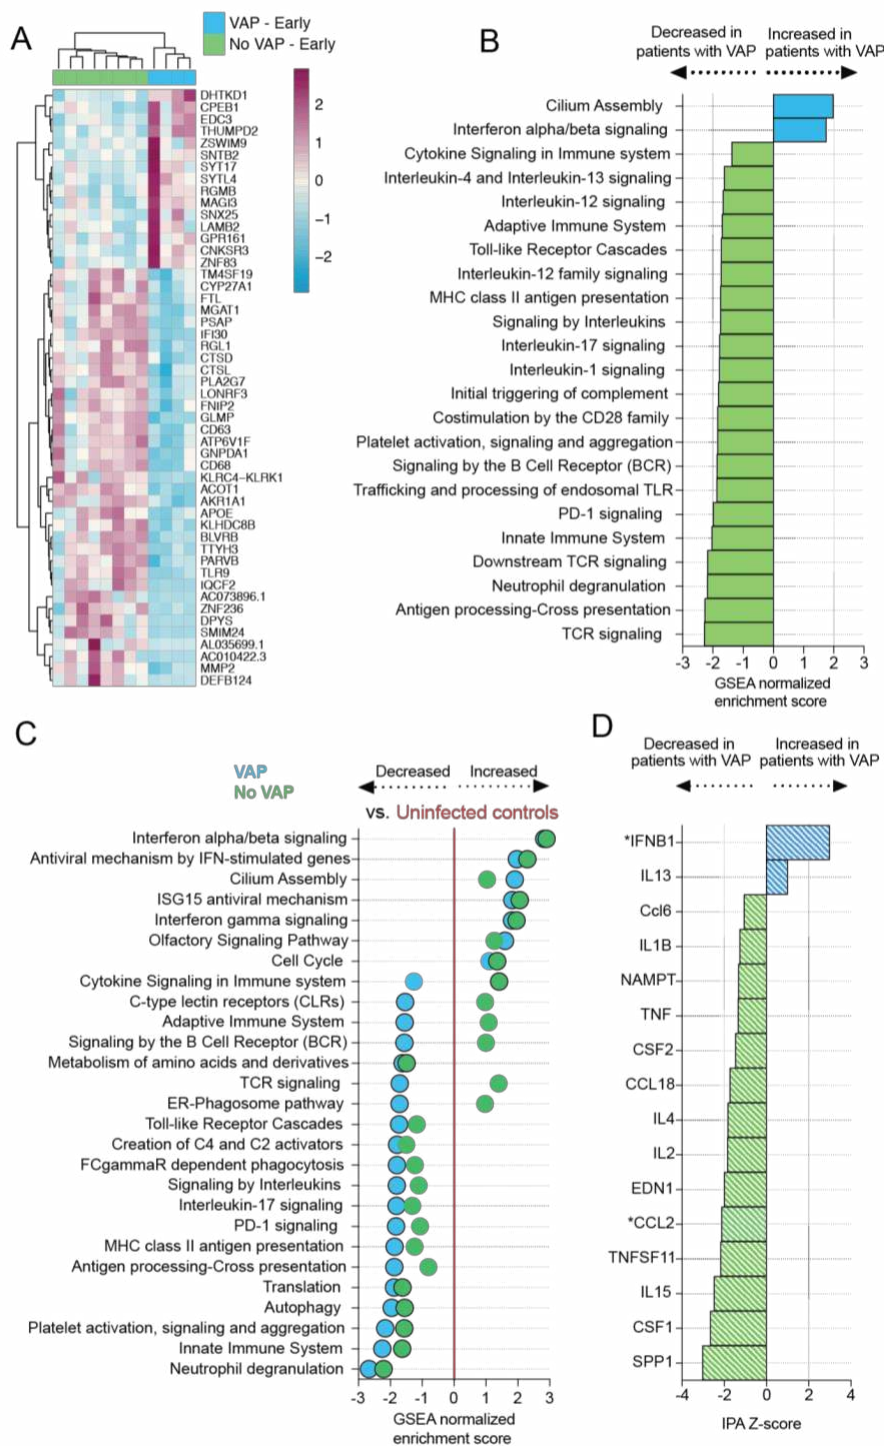 A
VAP - Early
No VAP - Early
DHTKD1
CPEB1
EDC3
THUMPD2
ZSWIM9
SNTB2
SYT17
SYTL4
RGMB
MAGI3
SNX25
LAMB2
GPR161
CNKSR3
ZNF83
TM4SF19
CYP27A1
FTL
MGAT1
PSAP
IFI30
RGL1
CTSD
CTSL
PLA2G7
LONRF3
FNIP2
GLMP
CD63
ATP6V1F
GNPDA1
CD68
KLRC4-KLRK1
ACOT1
AKR1A1
APOE
KLHDC8B
BLVRB
TTYH3
PARVB
TLR9
IQCF2
AC073896.1
ZNF236
DPYS
SMIM24
AL035699.1
AC010422.3
MMP2
DEFB124
2
1
0
−1
−2
B
Decreased in patients with VAP
Increased in patients with VAP
Cilium Assembly
Interferon alpha/beta signaling
Cytokine Signaling in Immune system
Interleukin-4 and Interleukin-13 signaling
Interleukin-12 signaling
Adaptive Immune System
Toll-like Receptor Cascades
Interleukin-12 family signaling
MHC class II antigen presentation
Signaling by Interleukins
Interleukin-17 signaling
Interleukin-1 signaling
Initial triggering of complement
Costimulation by the CD28 family
Platelet activation, signaling and aggregation
Signaling by the B Cell Receptor (BCR)
Trafficking and processing of endosomal TLR
PD-1 signaling
Innate Immune System
Downstream TCR signaling
Neutrophil degranulation
Antigen processing-Cross presentation
TCR signaling
-3 -2 -1 0 1 2 3
GSEA normalized
enrichment score
C
VAP
No VAP
Decreased
Increased
vs. Uninfected controls
Interferon alpha/beta signaling
Antiviral mechanism by IFN-stimulated genes
Cilium Assembly
ISG15 antiviral mechanism
Interferon gamma signaling
Olfactory Signaling Pathway
Cell Cycle
Cytokine Signaling in Immune system
C-type lectin receptors (CLRs)
Adaptive Immune System
Signaling by the B Cell Receptor (BCR)
Metabolism of amino acids and derivatives
TCR signaling
ER-Phagosome pathway
Toll-like Receptor Cascades
Creation of C4 and C2 activators
FCgammaR dependent phagocytosis
Signaling by Interleukins
Interleukin-17 signaling
PD-1 signaling
MHC class II antigen presentation
Antigen processing-Cross presentation
Translation
Autophagy
Platelet activation, signaling and aggregation
Innate Immune System
Neutrophil degranulation
-3 -2 -1 0 1 2 3
GSEA normalized
enrichment score
D
Decreased in patients with VAP
Increased in patients with VAP
*IFNB1
IL13
Ccl6
IL1B
NAMPT
TNF
CSF2
CCL18
IL4
IL2
EDN1
*CCL2
TNFSF11
IL15
CSF1
SPP1
-4 -2 0 2 4
IPA Z-score